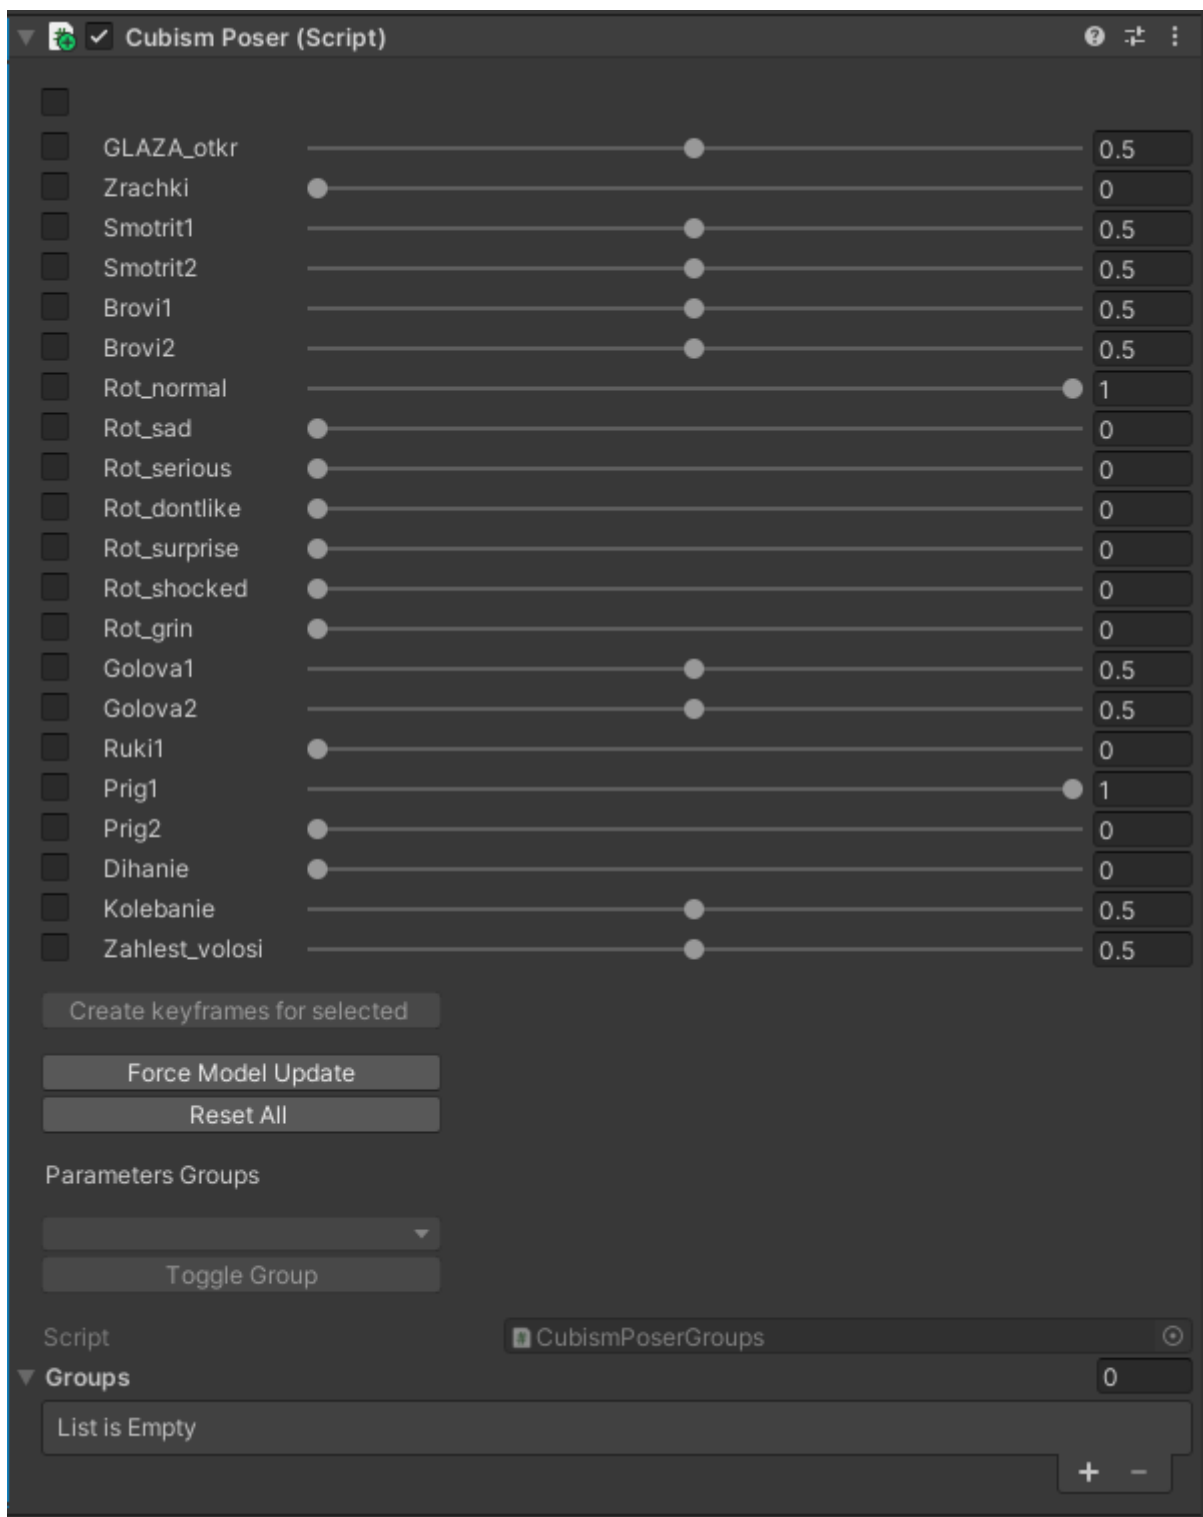 Cubism Poser (Script)
GLAZA_otkr 0.5
Zrachki 0
Smotrit1 0.5
Smotrit2 0.5
Brovi1 0.5
Brovi2 0.5
Rot_normal 1
Rot_sad 0
Rot_serious 0
Rot_dontlike 0
Rot_surprise 0
Rot_shocked 0
Rot_grin 0
Golova1 0.5
Golova2 0.5
Ruki1 0
Prig1 1
Prig2 0
Dihanie 0
Kolebanie 0.5
Zahlest_volosi 0.5
Create keyframes for selected
Force Model Update
Reset All
Parameters Groups
Toggle Group
Script CubismPoserGroups
Groups 0
List is Empty